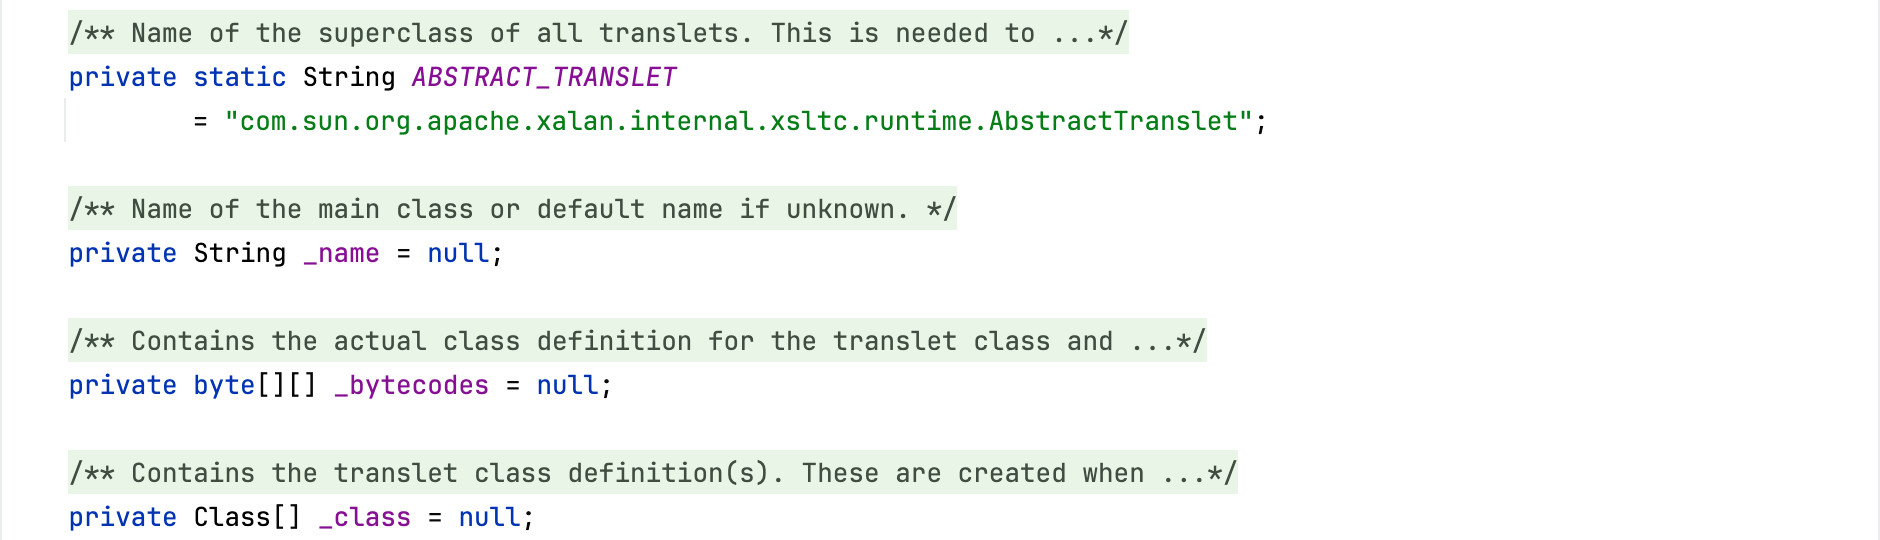 /** Name of the superclass of all translets. This is needed to ...*/
private static String ABSTRACT_TRANSLET
= "com.sun.org.apache.xalan.internal.xsltc.runtime.AbstractTranslet";
/** Name of the main class or default name if unknown. */
private String _name = null;
/** Contains the actual class definition for the translet class and ...*/
private byte[][] _bytecodes = null;
/** Contains the translet class definition(s). These are created when ...*/
private Class[] _class = null;